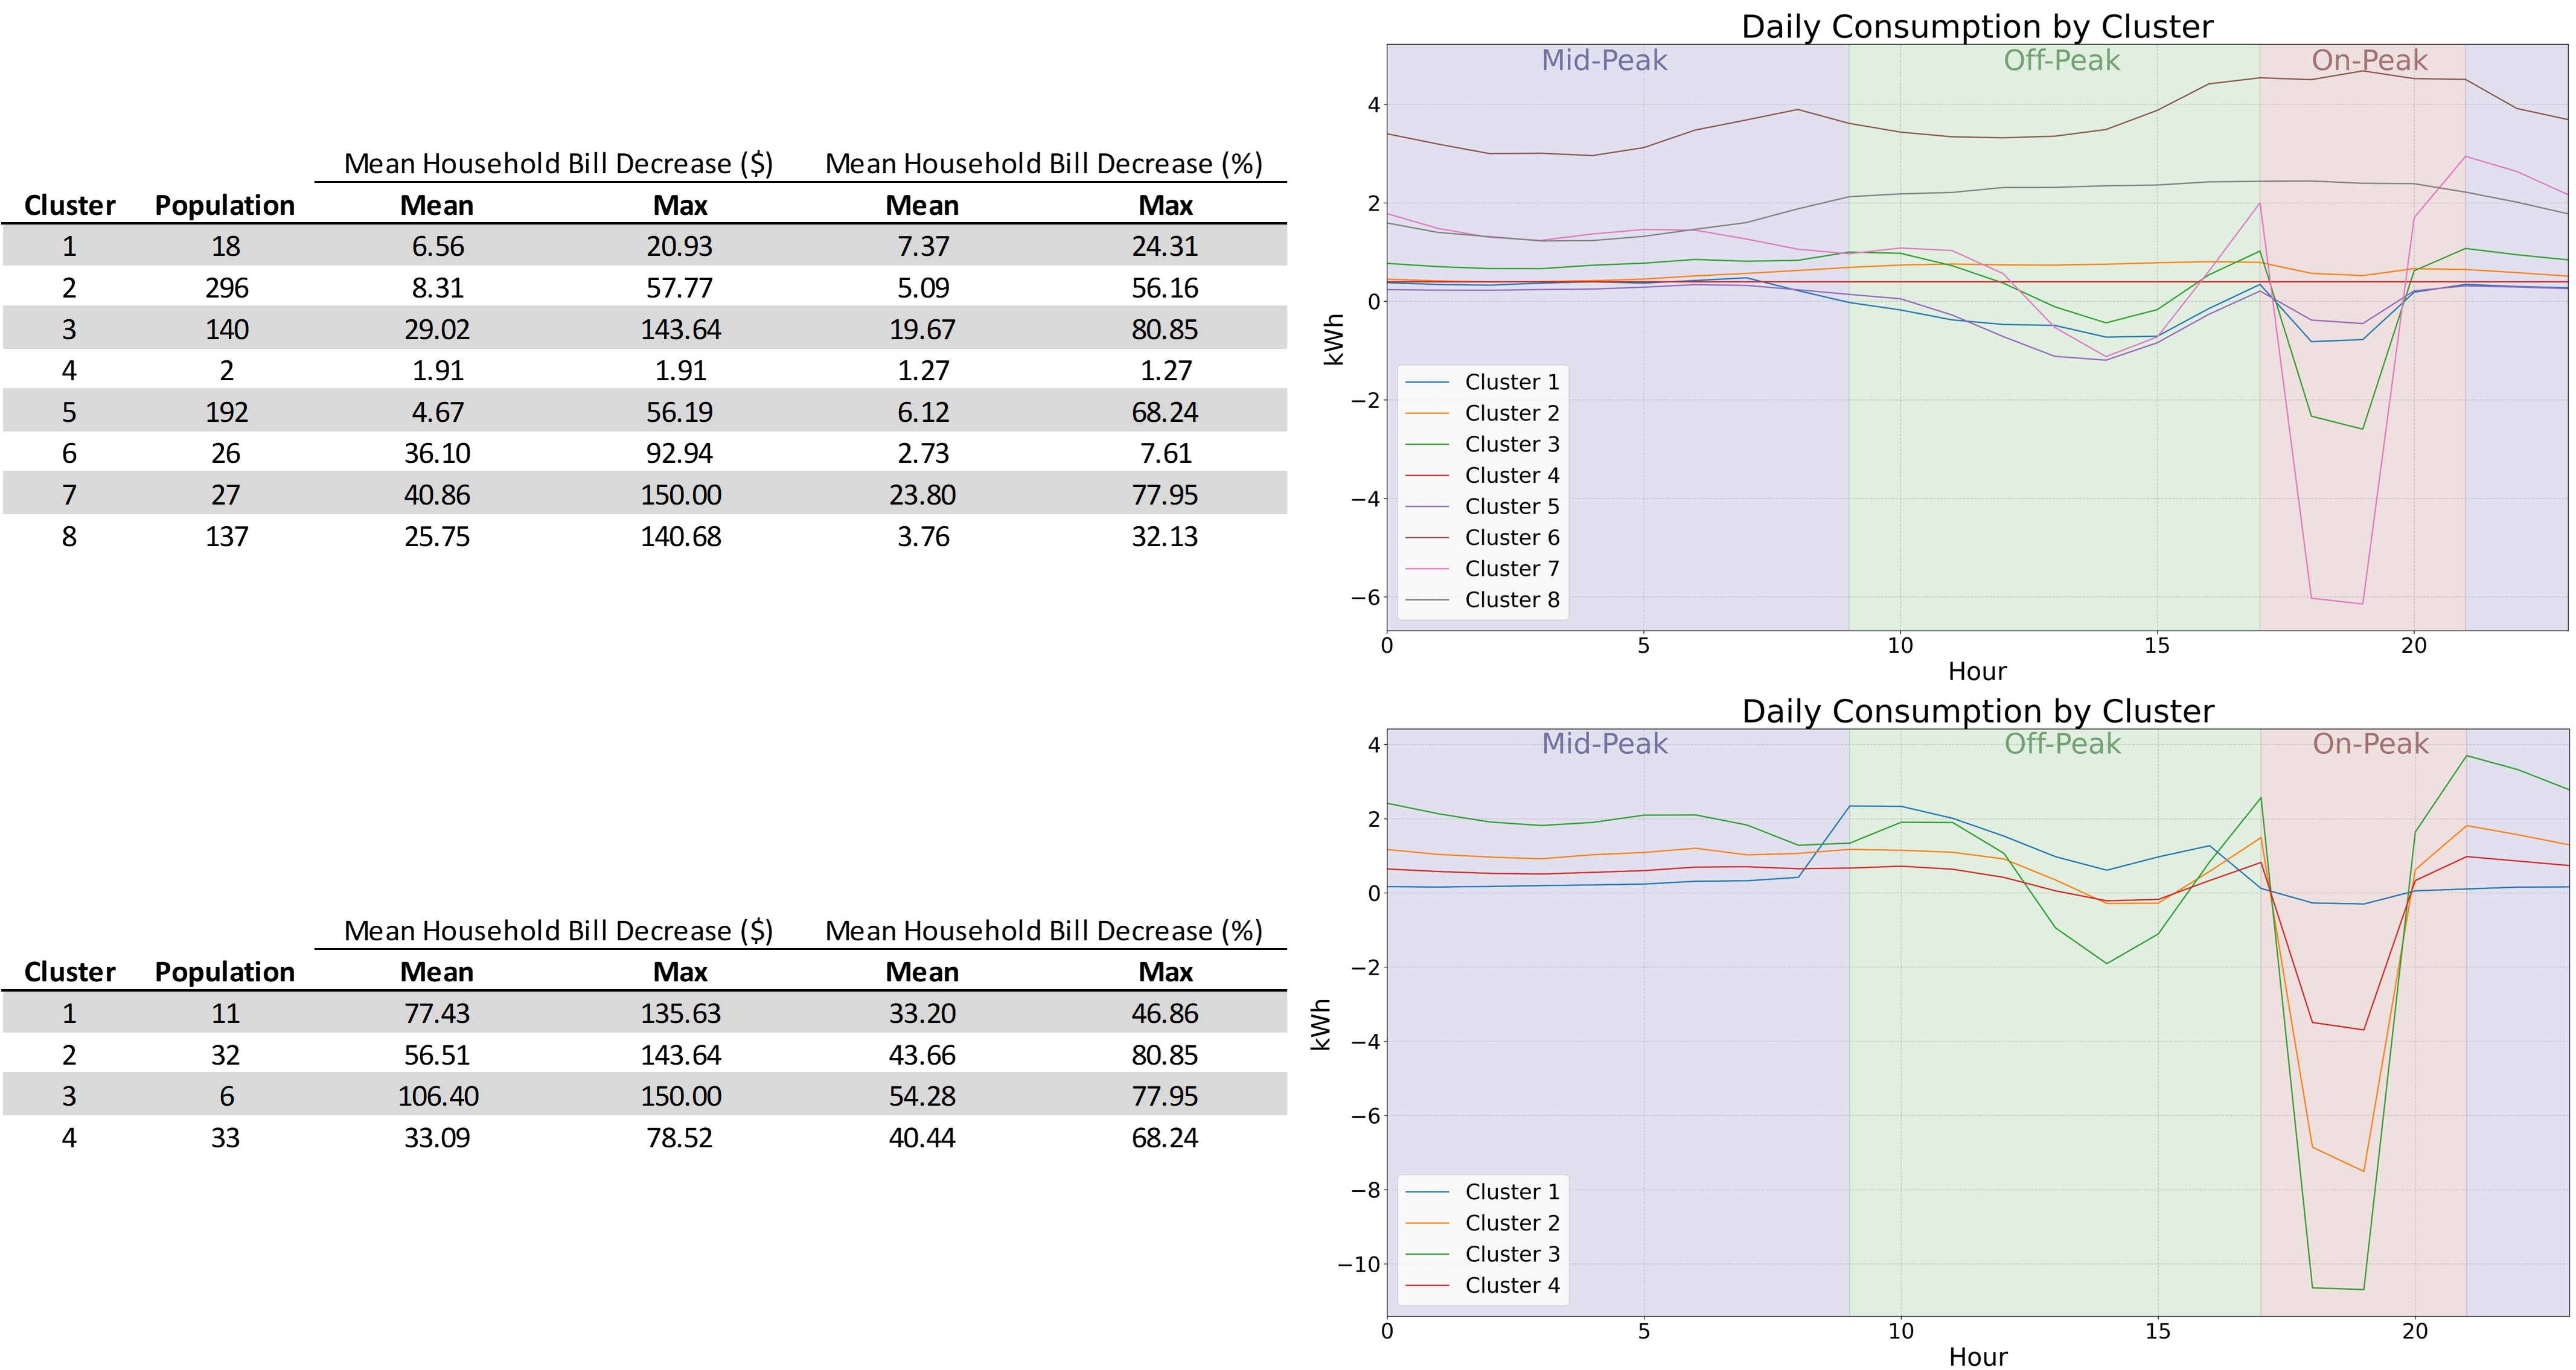 Mean Household Bill Decrease ($) Mean Household Bill Decrease (%)
Cluster Population Mean Max Mean Max
1 18 6.56 20.93 7.37 24.31
2 296 8.31 57.77 5.09 56.16
3 140 29.02 143.64 19.67 80.85
4 2 1.91 1.91 1.27 1.27
5 192 4.67 56.19 6.12 68.24
6 26 36.10 92.94 2.73 7.61
7 27 40.86 150.00 23.80 77.95
8 137 25.75 140.68 3.76 32.13
Daily Consumption by Cluster
Mid-Peak Off-Peak On-Peak
4
2
0
−2
−4
−6
kWh
Cluster 1
Cluster 2
Cluster 3
Cluster 4
Cluster 5
Cluster 6
Cluster 7
Cluster 8
0 5 10 15 20
Hour
Mean Household Bill Decrease ($) Mean Household Bill Decrease (%)
Cluster Population Mean Max Mean Max
1 11 77.43 135.63 33.20 46.86
2 32 56.51 143.64 43.66 80.85
3 6 106.40 150.00 54.28 77.95
4 33 33.09 78.52 40.44 68.24
Daily Consumption by Cluster
Mid-Peak Off-Peak On-Peak
4
2
0
−2
−4
−6
−8
−10
kWh
Cluster 1
Cluster 2
Cluster 3
Cluster 4
0 5 10 15 20
Hour